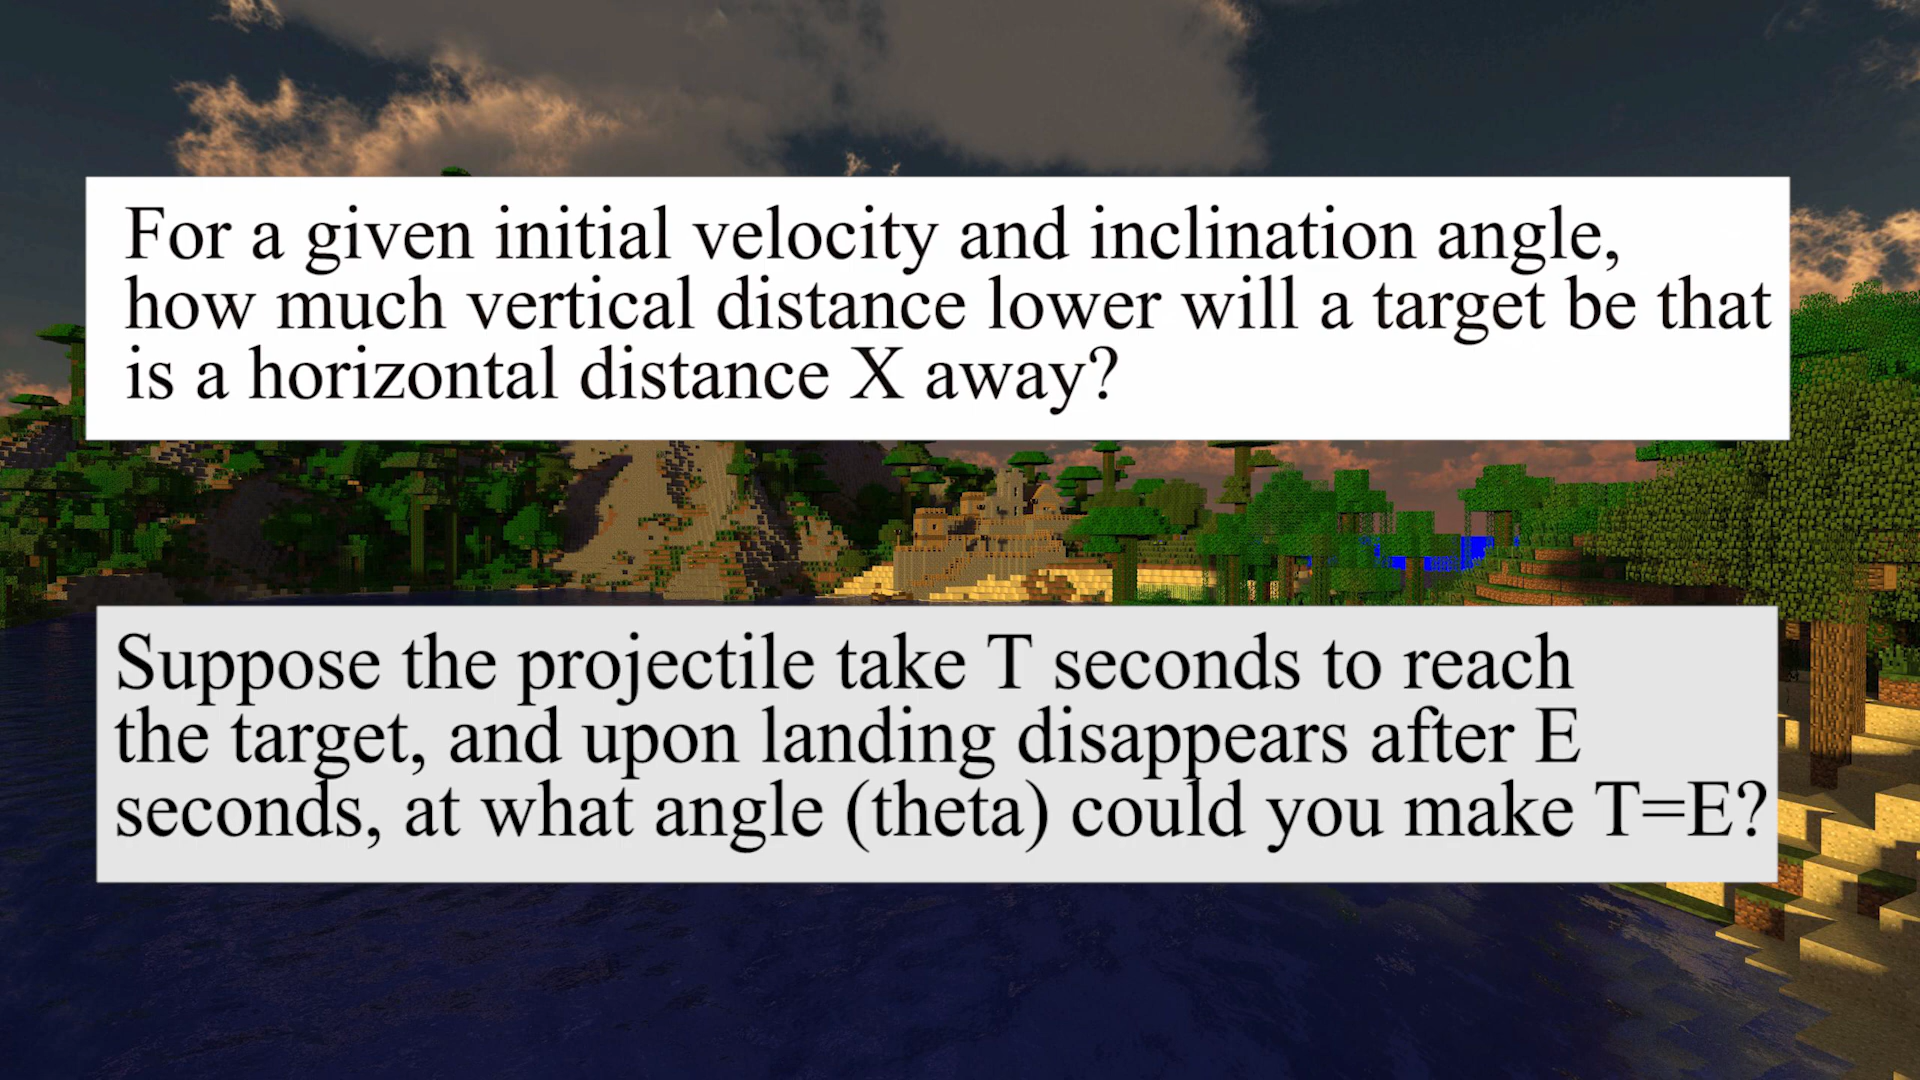 For a given initial velocity and inclination angle,
how much vertical distance lower will a target be that
is a horizontal distance X away?
Suppose the projectile take T seconds to reach
the target, and upon landing disappears after E
seconds, at what angle (theta) could you make T=E?